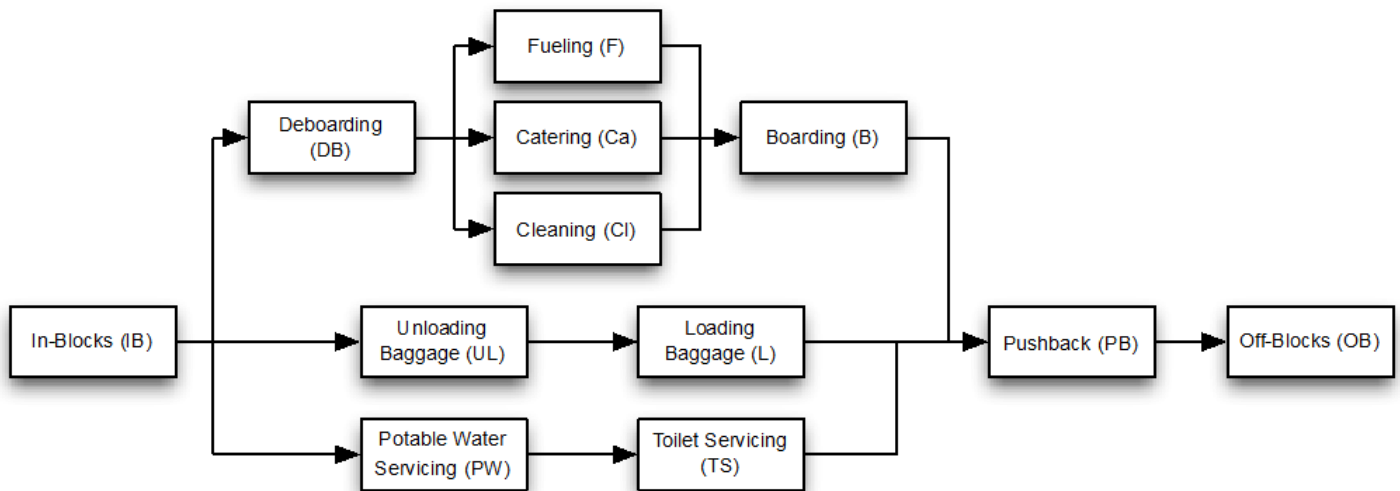 Fueling (F)
Deboarding
(DB)
Catering (Ca)
Boarding (B)
Cleaning (Cl)
In-Blocks (IB)
Unloading
Baggage (UL)
Loading
Baggage (L)
Pushback (PB)
Off-Blocks (OB)
Potable Water
Servicing (PW)
Toilet Servicing
(TS)